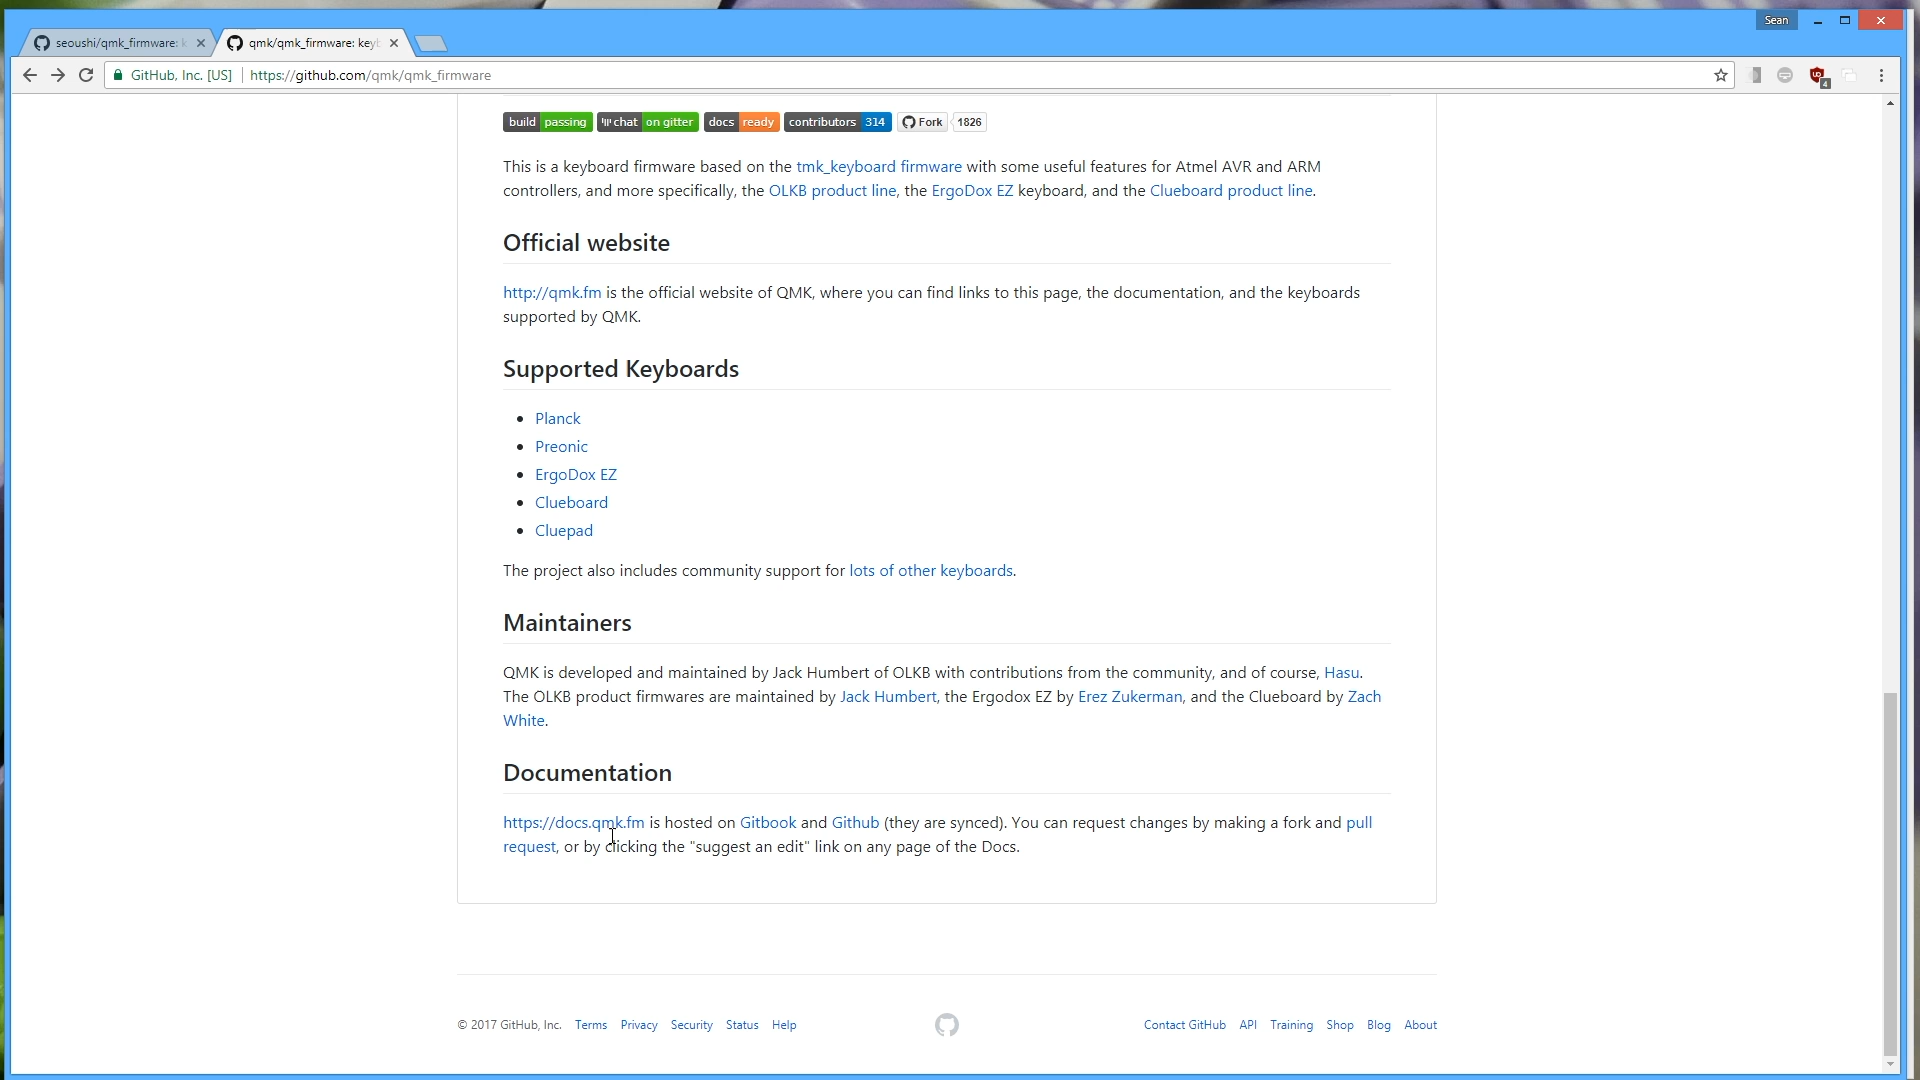 Sean
seoushi/qmk_firmware: k
qmk/qmk_firmware: keyb
GitHub, Inc. [US] https://github.com/qmk/qmk_firmware
4
build passing chat on gitter docs ready contributors 314 Fork 1826
This is a keyboard firmware based on the tmk_keyboard firmware with some useful features for Atmel AVR and ARM
controllers, and more specifically, the OLKB product line, the ErgoDox EZ keyboard, and the Clueboard product line.
Official website
http://qmk.fm is the official website of QMK, where you can find links to this page, the documentation, and the keyboards
supported by QMK.
Supported Keyboards
Planck
Preonic
ErgoDox EZ
Clueboard
Cluepad
The project also includes community support for lots of other keyboards.
Maintainers
QMK is developed and maintained by Jack Humbert of OLKB with contributions from the community, and of course, Hasu.
The OLKB product firmwares are maintained by Jack Humbert, the Ergodox EZ by Erez Zukerman, and the Clueboard by Zach
White.
Documentation
https://docs.qmk.fm is hosted on Gitbook and Github (they are synced). You can request changes by making a fork and pull
request, or by clicking the "suggest an edit" link on any page of the Docs.
© 2017 GitHub, Inc. Terms Privacy Security Status Help Contact GitHub API Training Shop Blog About